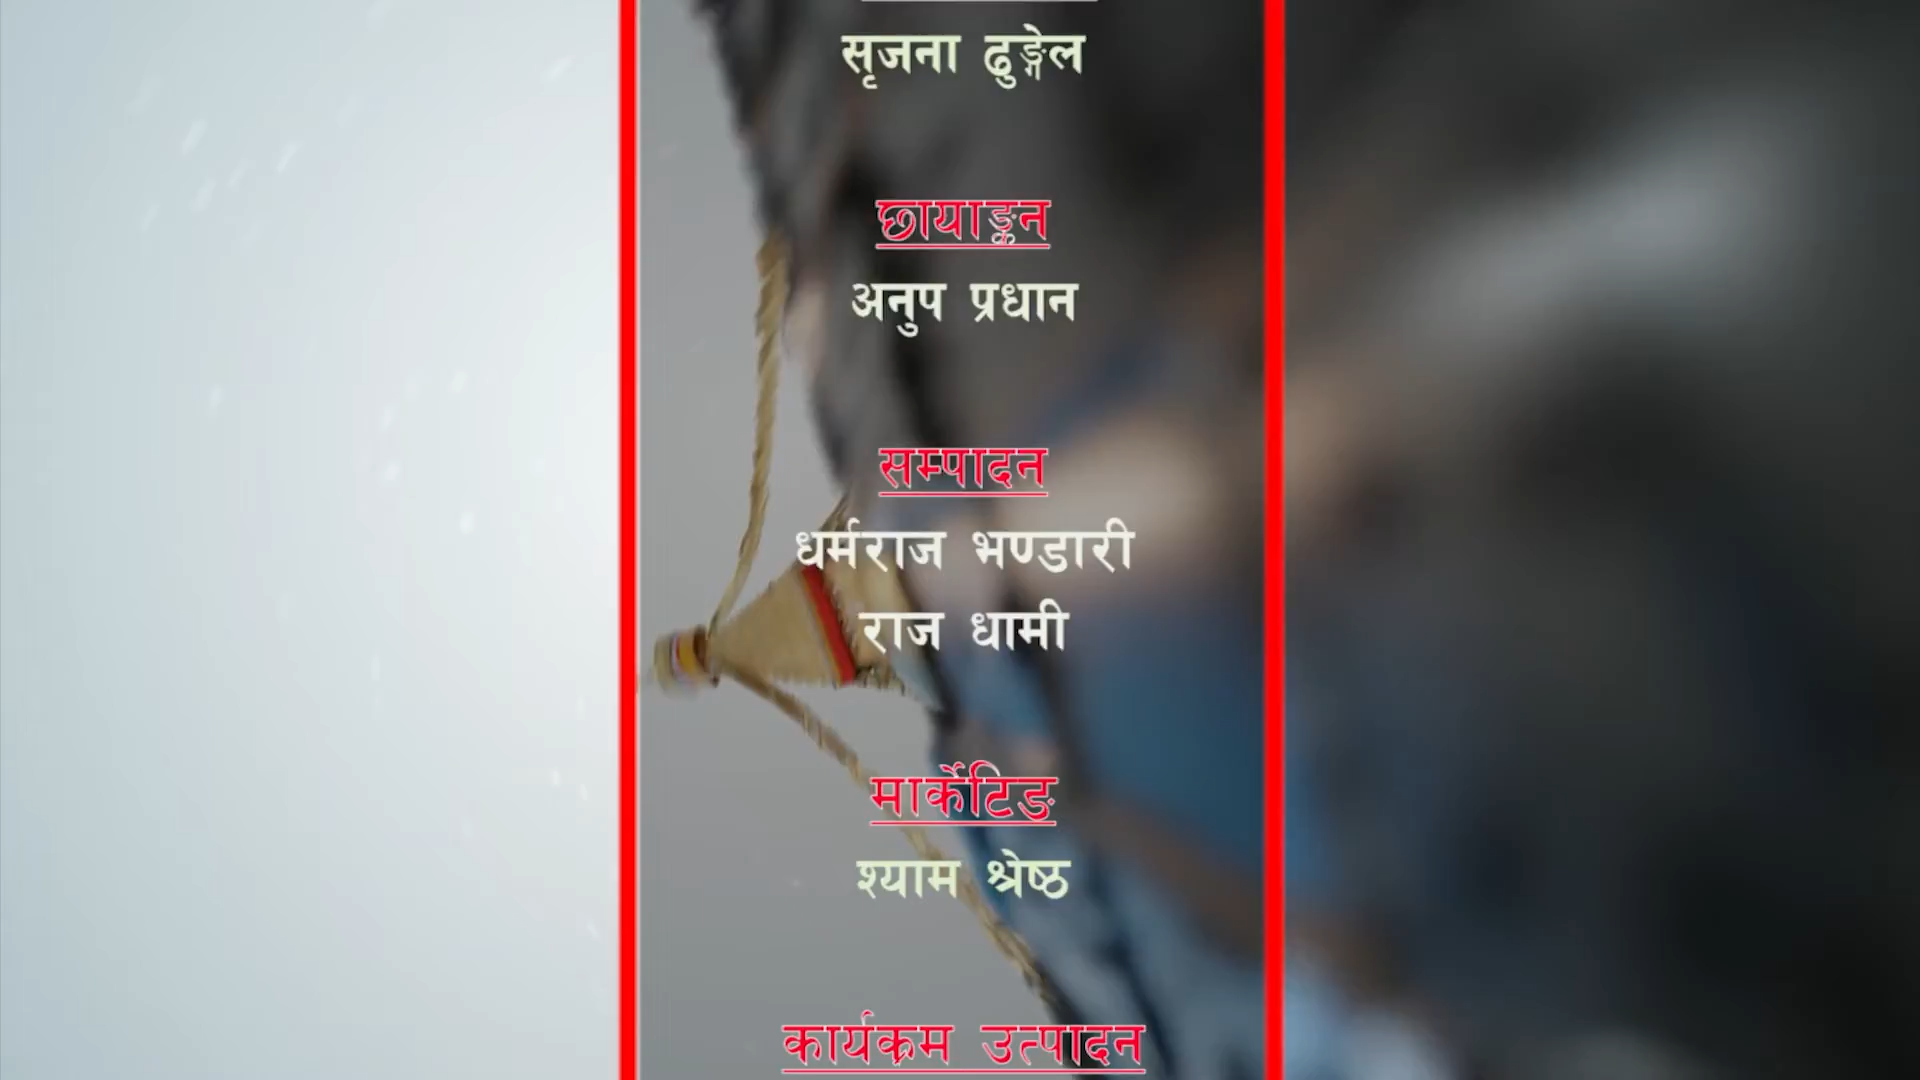 सृजना ढुङ्गेल
छायाङ्कन
अनुप प्रधान
सम्पादन
धर्मराज भण्डारी
राज धामी
मार्केटिङ
श्याम श्रेष्ठ
कार्यक्रम उत्पादन